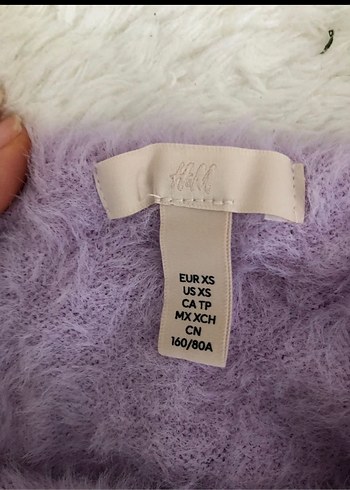 H&M
EUR XS
US XS
CA TP
MX XCH
CN
160/80A